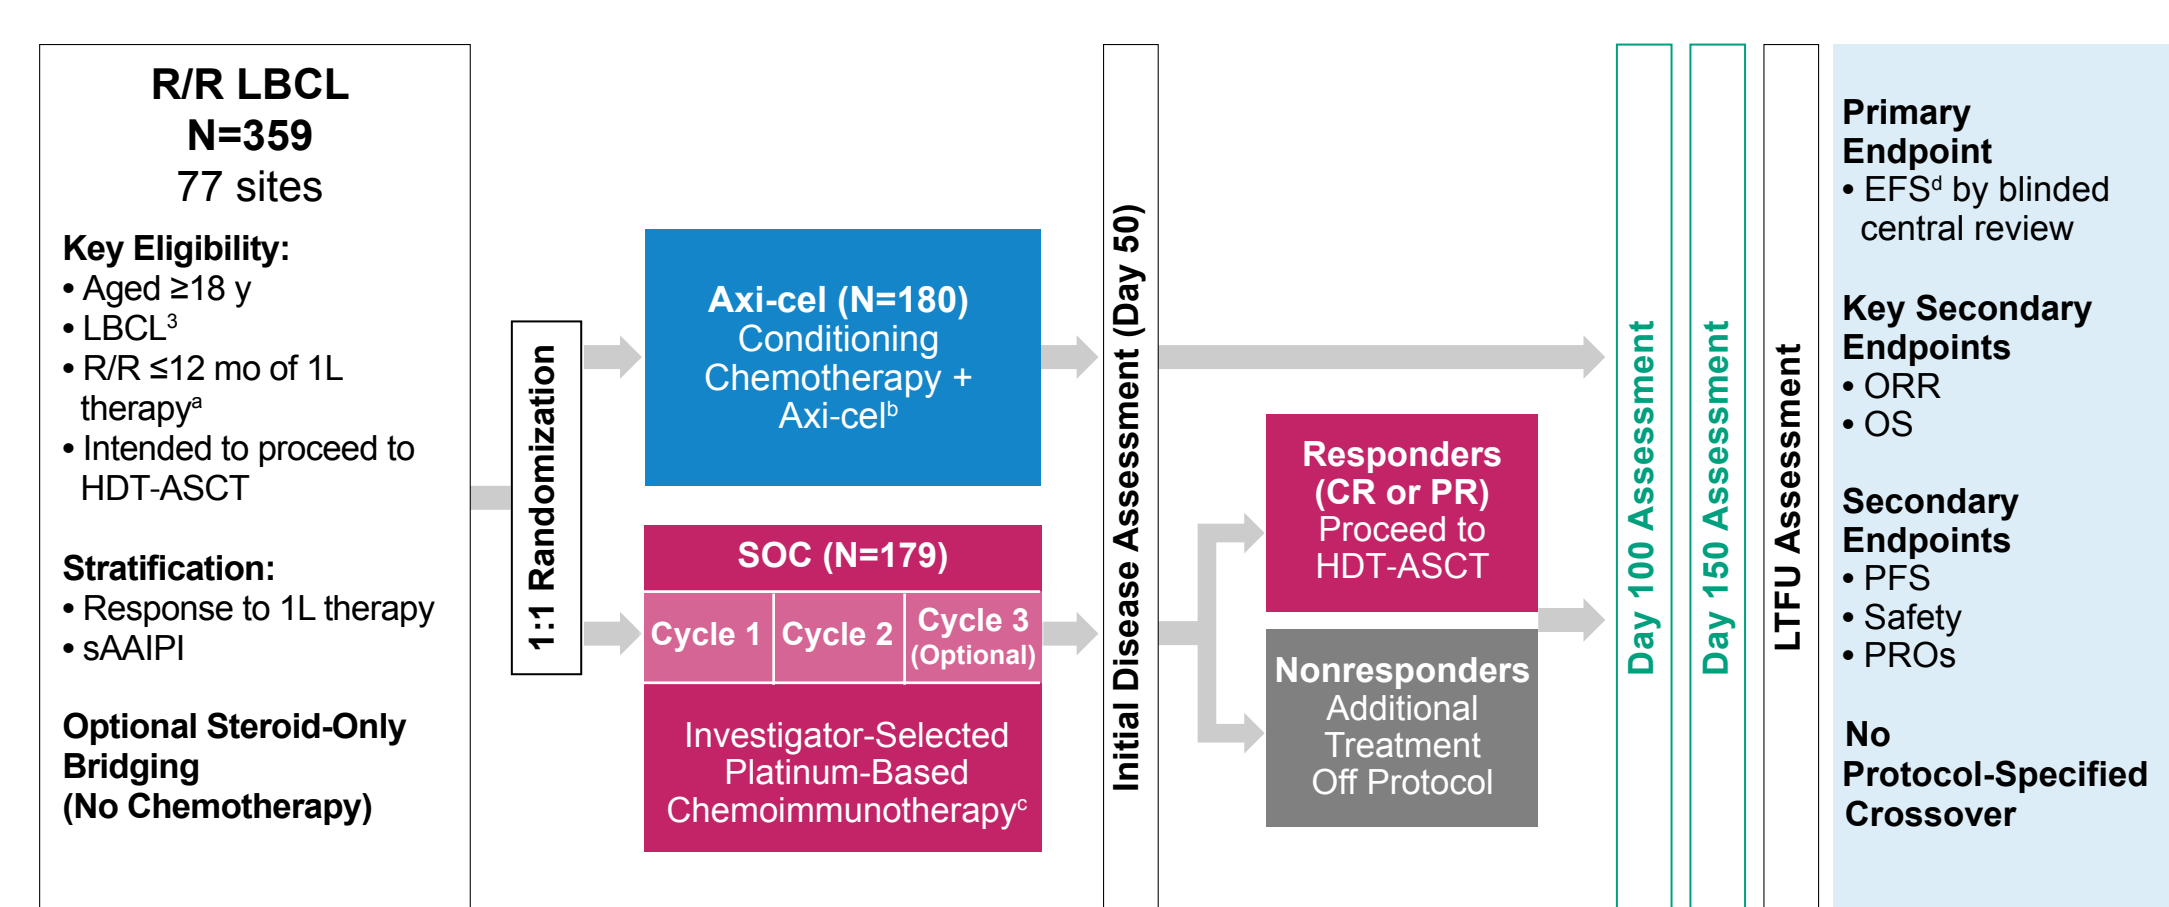 R/R LBCL
N=359
77 sites
Key Eligibility:
• Aged ≥18 y
• LBCL³
• R/R ≤12 mo of 1L
therapyᵃ
• Intended to proceed to
HDT-ASCT
Stratification:
• Response to 1L therapy
• sAAIPI
Optional Steroid-Only
Bridging
(No Chemotherapy)
1:1 Randomization
Axi-cel (N=180)
Conditioning
Chemotherapy +
Axi-celᵇ
SOC (N=179)
Cycle 1
Cycle 2
Cycle 3
(Optional)
Investigator-Selected
Platinum-Based
Chemoimmunotherapyᶜ
Initial Disease Assessment (Day 50)
Responders
(CR or PR)
Proceed to
HDT-ASCT
Nonresponders
Additional
Treatment
Off Protocol
Day 100 Assessment
Day 150 Assessment
LTFU Assessment
Primary
Endpoint
• EFSᵈ by blinded
central review
Key Secondary
Endpoints
• ORR
• OS
Secondary
Endpoints
• PFS
• Safety
• PROs
No
Protocol-Specified
Crossover